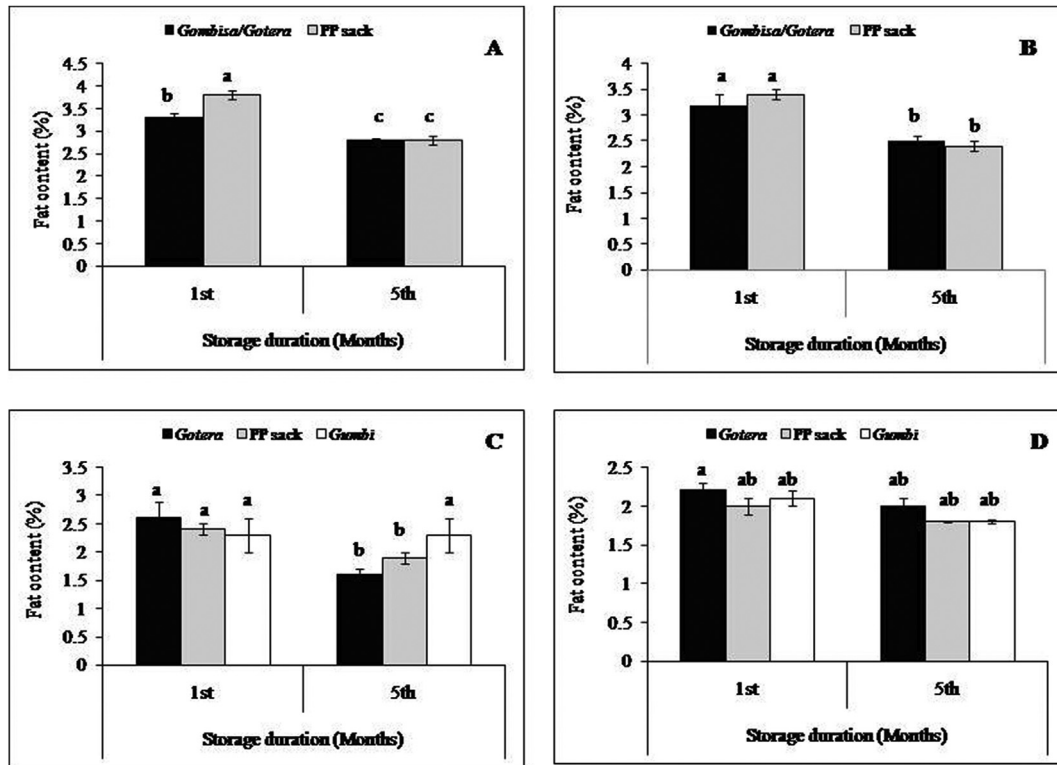 Gombisa/Gotera PP sack
A
4.5
4
3.5
3
2.5
2
1.5
1
0.5
0
Fat content (%)
b a c c
1st 5th
Storage duration (Months)
Gombisa/Gotera PP sack
B
4
3.5
3
2.5
2
1.5
1
0.5
0
Fat content (%)
a a b b
1st 5th
Storage duration (Months)
Gotera PP sack Gumbi
C
3.5
3
2.5
2
1.5
1
0.5
0
Fat content (%)
a a a b b a
1st 5th
Storage duration (Months)
Gotera PP sack Gumbi
D
2.5
2
1.5
1
0.5
0
Fat content (%)
a ab ab ab ab ab
1st 5th
Storage duration (Months)